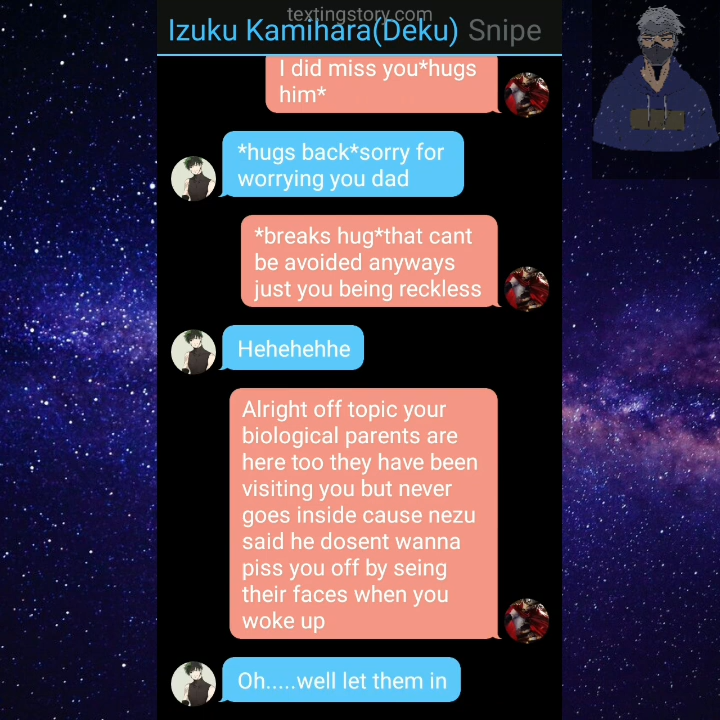 textingstory.com
Izuku Kamihara(Deku) Snipe
I did miss you*hugs
him*
*hugs back*sorry for
worrying you dad
*breaks hug*that cant
be avoided anyways
just you being reckless
Hehehehhe
Alright off topic your
biological parents are
here too they have been
visiting you but never
goes inside cause nezu
said he dosent wanna
piss you off by seing
their faces when you
woke up
Oh.....well let them in